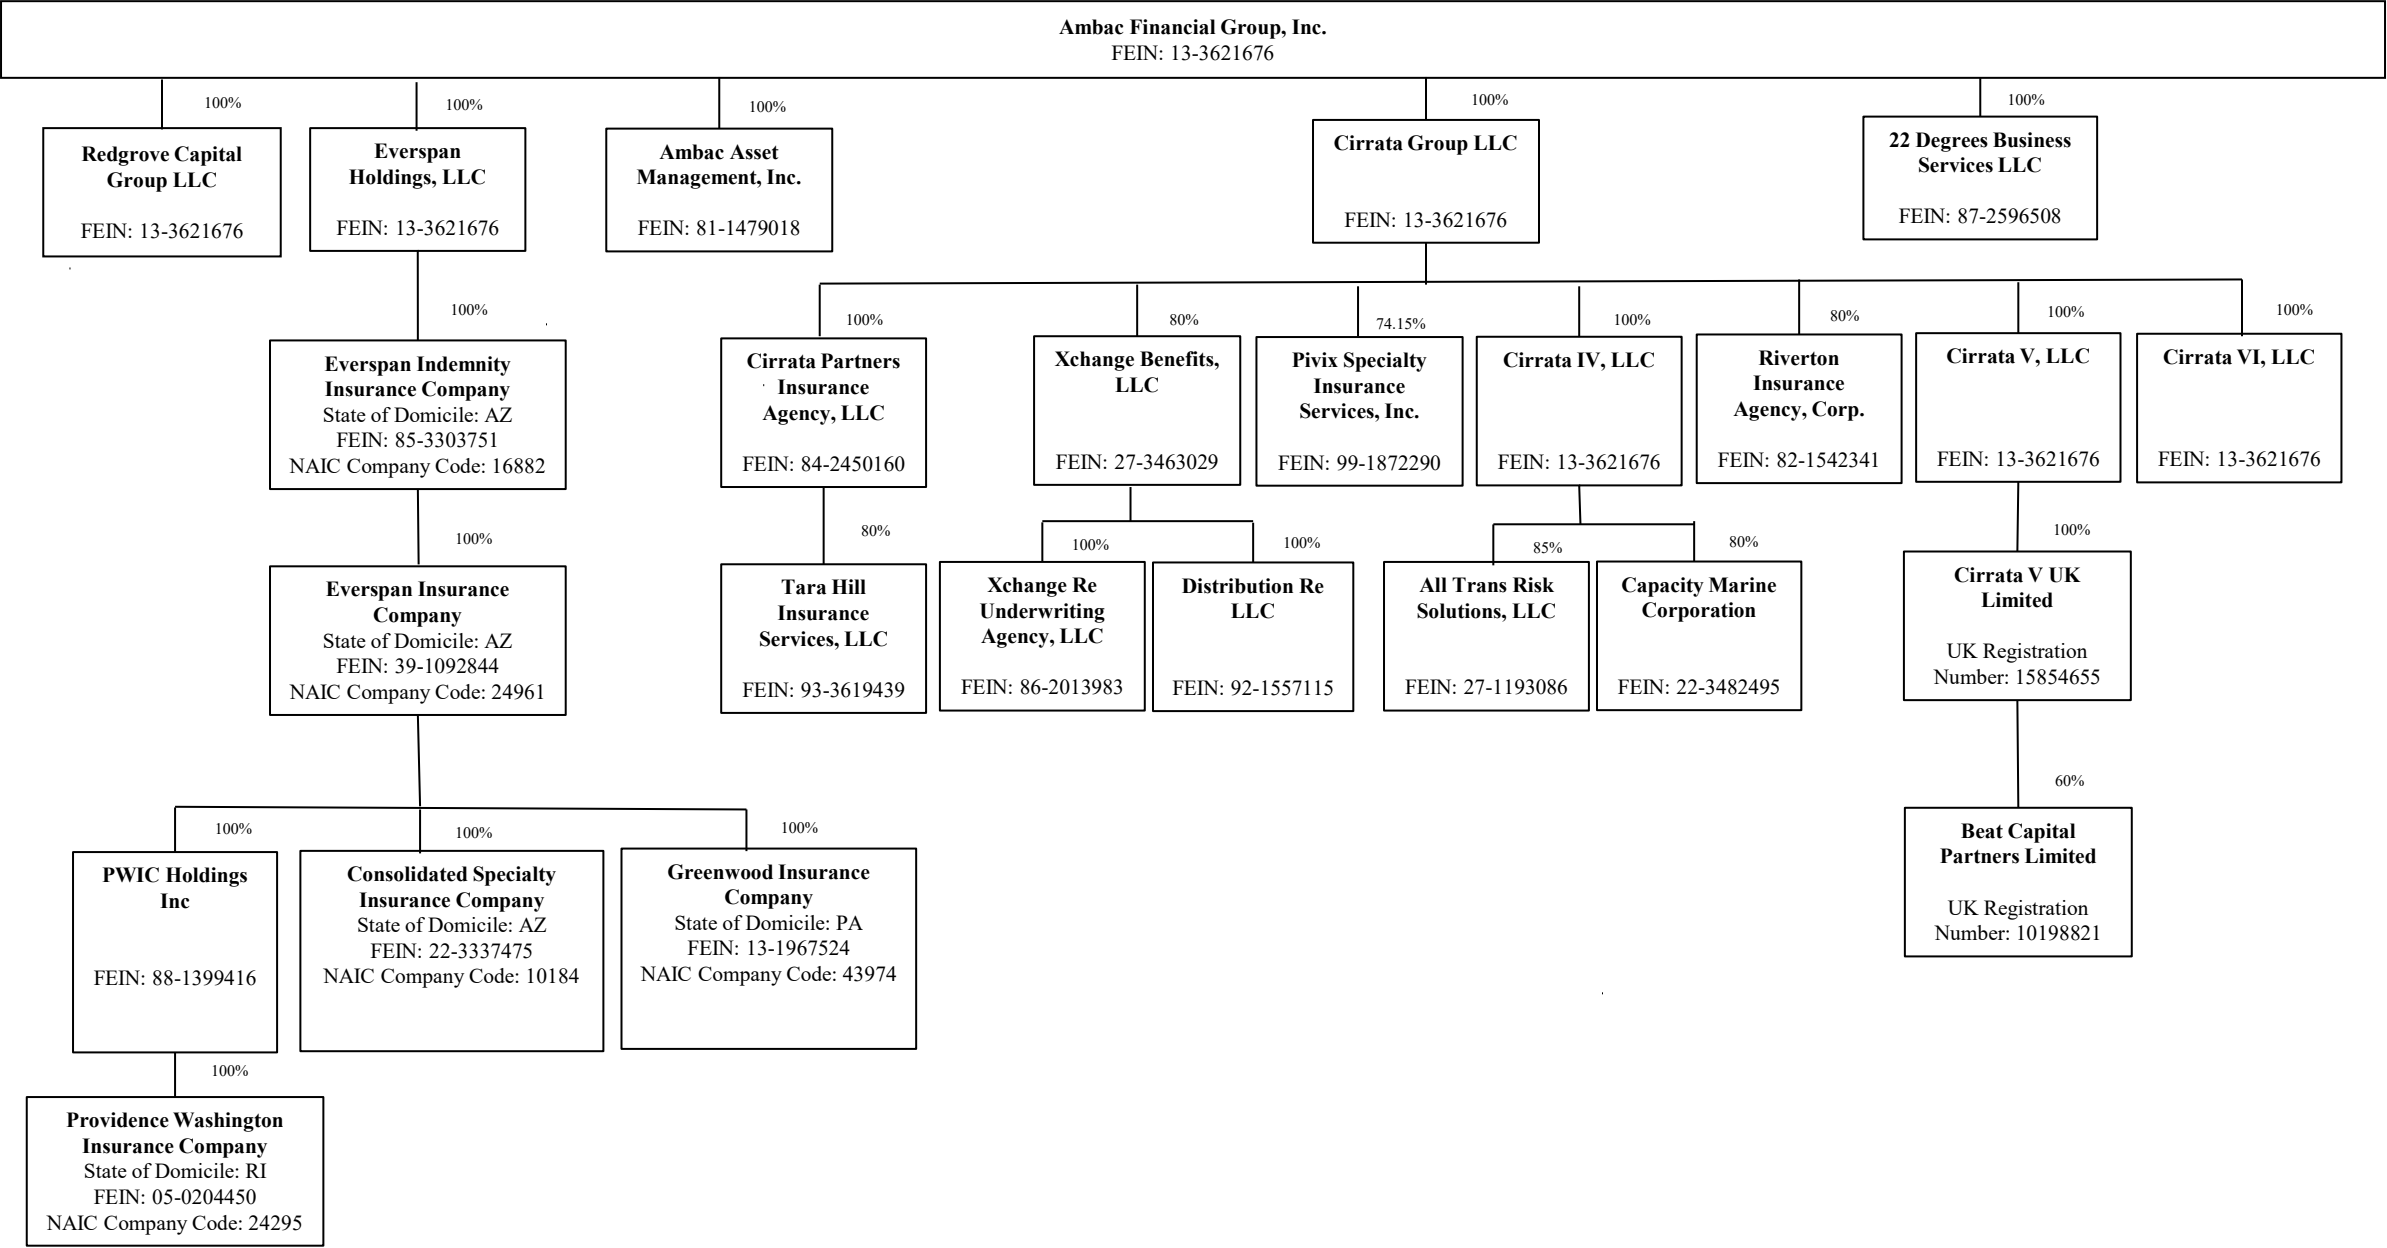 Ambac Financial Group, Inc.
FEIN: 13-3621676
100%
100%
100%
100%
100%
Redgrove Capital
Group LLC
FEIN: 13-3621676
Everspan
Holdings, LLC
FEIN: 13-3621676
Ambac Asset
Management, Inc.
FEIN: 81-1479018
Cirrata Group LLC
FEIN: 13-3621676
22 Degrees Business
Services LLC
FEIN: 87-2596508
100%
100%
80%
74.15%
100%
80%
100%
100%
Everspan Indemnity
Insurance Company
State of Domicile: AZ
FEIN: 85-3303751
NAIC Company Code: 16882
Cirrata Partners
Insurance
Agency, LLC
FEIN: 84-2450160
Xchange Benefits,
LLC
FEIN: 27-3463029
Pivix Specialty
Insurance
Services, Inc.
FEIN: 99-1872290
Cirrata IV, LLC
FEIN: 13-3621676
Riverton
Insurance
Agency, Corp.
FEIN: 82-1542341
Cirrata V, LLC
FEIN: 13-3621676
Cirrata VI, LLC
FEIN: 13-3621676
100%
80%
100%
100%
85%
80%
100%
Everspan Insurance
Company
State of Domicile: AZ
FEIN: 39-1092844
NAIC Company Code: 24961
Tara Hill
Insurance
Services, LLC
FEIN: 93-3619439
Xchange Re
Underwriting
Agency, LLC
FEIN: 86-2013983
Distribution Re
LLC
FEIN: 92-1557115
All Trans Risk
Solutions, LLC
FEIN: 27-1193086
Capacity Marine
Corporation
FEIN: 22-3482495
Cirrata V UK
Limited
UK Registration
Number: 15854655
100%
100%
100%
60%
PWIC Holdings
Inc
FEIN: 88-1399416
Consolidated Specialty
Insurance Company
State of Domicile: AZ
FEIN: 22-3337475
NAIC Company Code: 10184
Greenwood Insurance
Company
State of Domicile: PA
FEIN: 13-1967524
NAIC Company Code: 43974
Beat Capital
Partners Limited
UK Registration
Number: 10198821
100%
Providence Washington
Insurance Company
State of Domicile: RI
FEIN: 05-0204450
NAIC Company Code: 24295